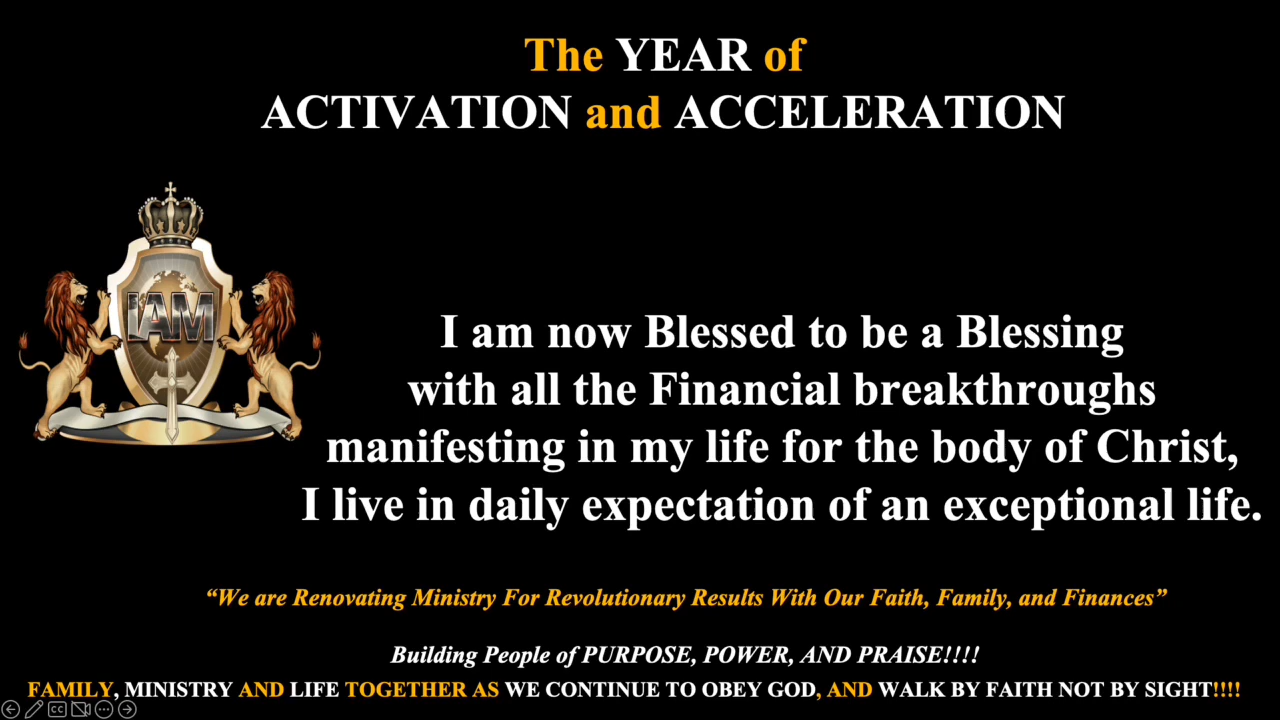 The YEAR of
ACTIVATION and ACCELERATION
IAM
I am now Blessed to be a Blessing
with all the Financial breakthroughs
manifesting in my life for the body of Christ,
I live in daily expectation of an exceptional life.
“We are Renovating Ministry For Revolutionary Results With Our Faith, Family, and Finances”
Building People of PURPOSE, POWER, AND PRAISE!!!!
FAMILY, MINISTRY AND LIFE TOGETHER AS WE CONTINUE TO OBEY GOD, AND WALK BY FAITH NOT BY SIGHT!!!!
CC